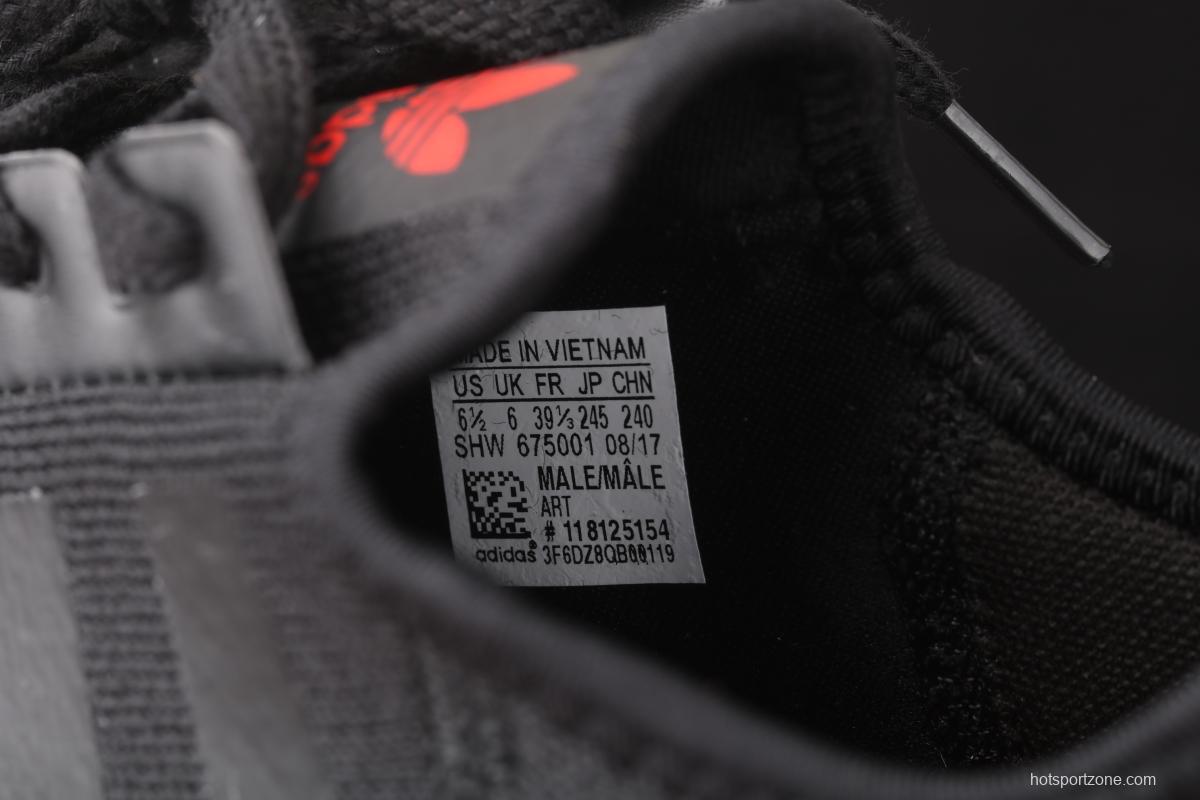 MADE IN VIETNAM
US UK FR JP CHN
6½ 6 39⅓ 245 240
SHW 675001 08/17
MALE/MÂLE
ART
# 118125154
adidas® 3F6DZ8QB00119
hotsportzone.com